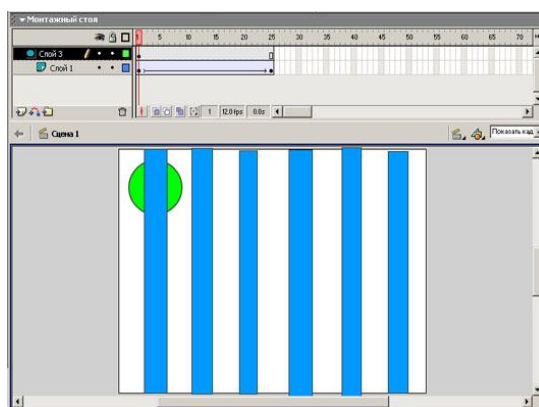 Монтажный стол
1 5 10 15 20 25 30 35 40 45 50 55 60 65 70
Слой 3
Слой 1
1 12.0 fps 0.0s
Сцена 1
Показать кад